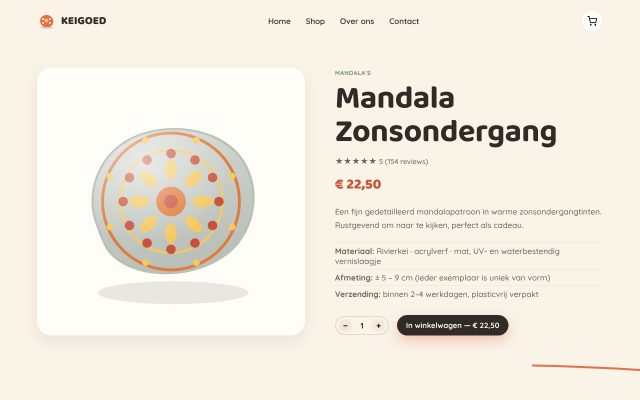 KEIGOED
Home Shop Over ons Contact
MANDALA'S
Mandala
Zonsondergang
★★★★★ 5 (154 reviews)
€ 22,50
Een fijn gedetailleerd mandalapatroon in warme zonsondergangtinten.
Rustgevend om naar te kijken, perfect als cadeau.
Materiaal: Rivierkei · acrylverf · mat, UV- en waterbestendig
vernislaagje
Afmeting: ± 5 – 9 cm (ieder exemplaar is uniek van vorm)
Verzending: binnen 2–4 werkdagen, plasticvrij verpakt
− 1 + In winkelwagen — € 22,50